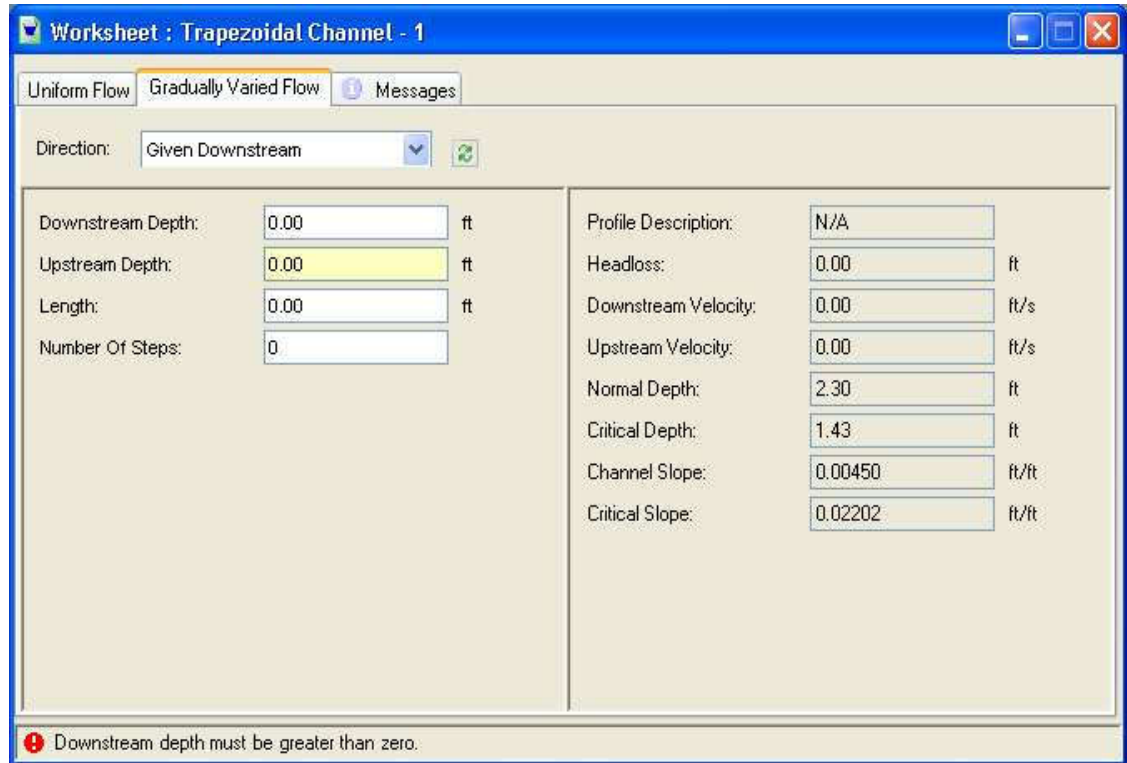 Worksheet : Trapezoidal Channel - 1
Uniform Flow Gradually Varied Flow Messages
Direction: Given Downstream
Downstream Depth: 0.00 ft
Upstream Depth: 0.00 ft
Length: 0.00 ft
Number Of Steps: 0
Profile Description: N/A
Headloss: 0.00 ft
Downstream Velocity: 0.00 ft/s
Upstream Velocity: 0.00 ft/s
Normal Depth: 2.30 ft
Critical Depth: 1.43 ft
Channel Slope: 0.00450 ft/ft
Critical Slope: 0.02202 ft/ft
Downstream depth must be greater than zero.